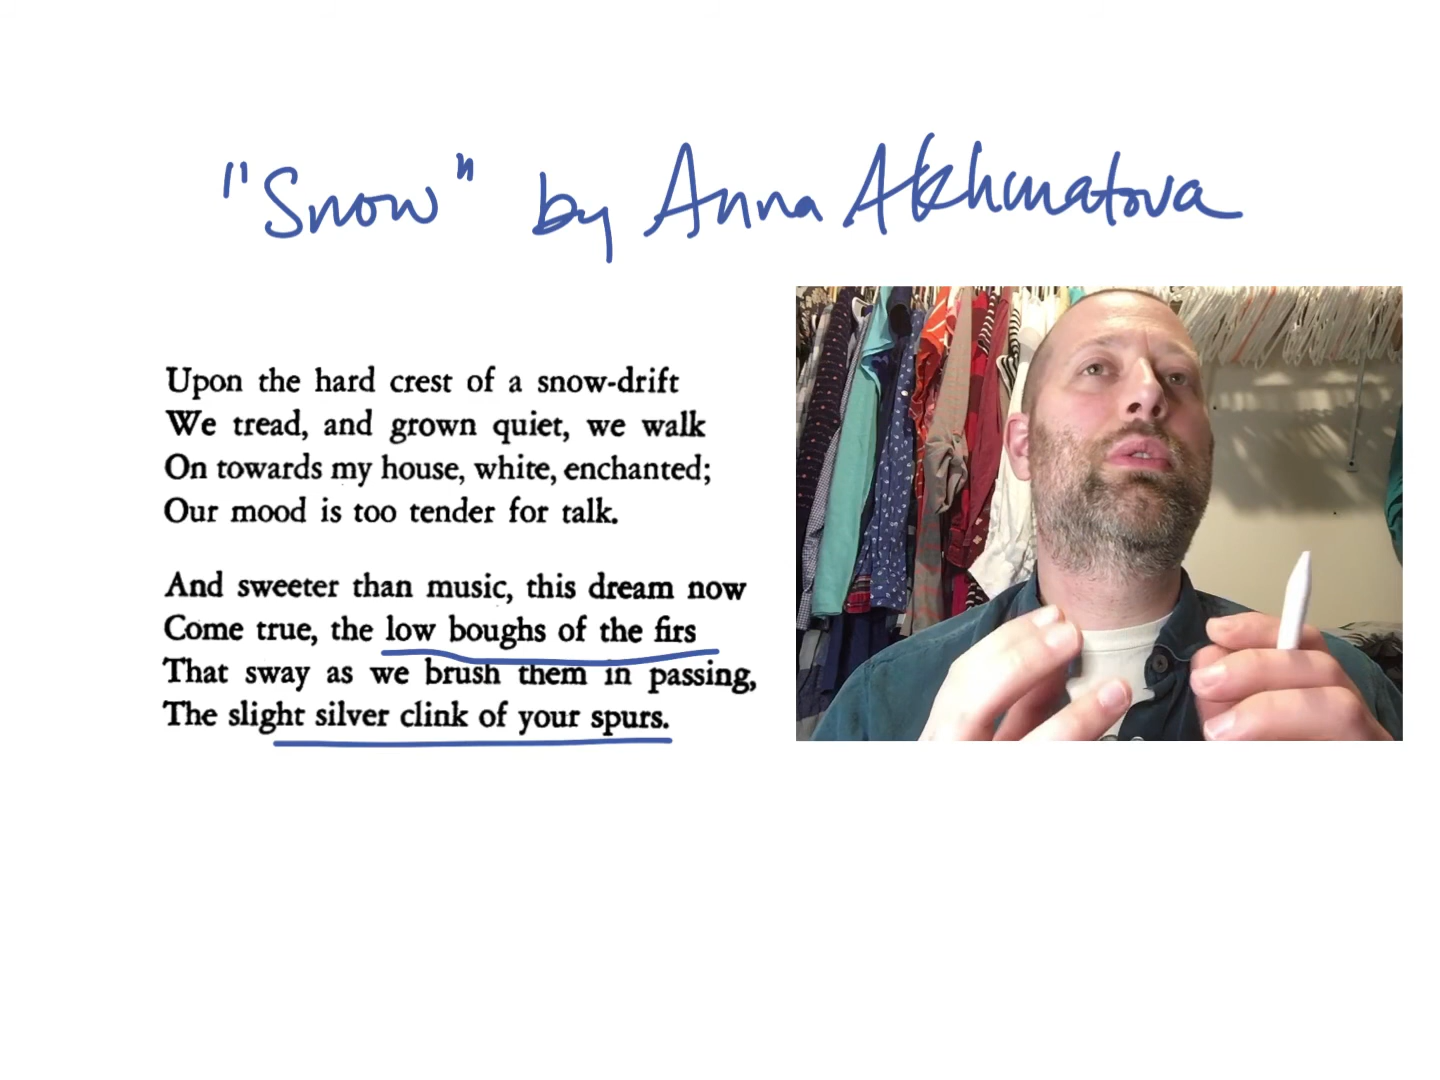 "Snow" by Anna Akhmatova
Upon the hard crest of a snow-drift
We tread, and grown quiet, we walk
On towards my house, white, enchanted;
Our mood is too tender for talk.
And sweeter than music, this dream now
Come true, the low boughs of the firs
That sway as we brush them in passing,
The slight silver clink of your spurs.